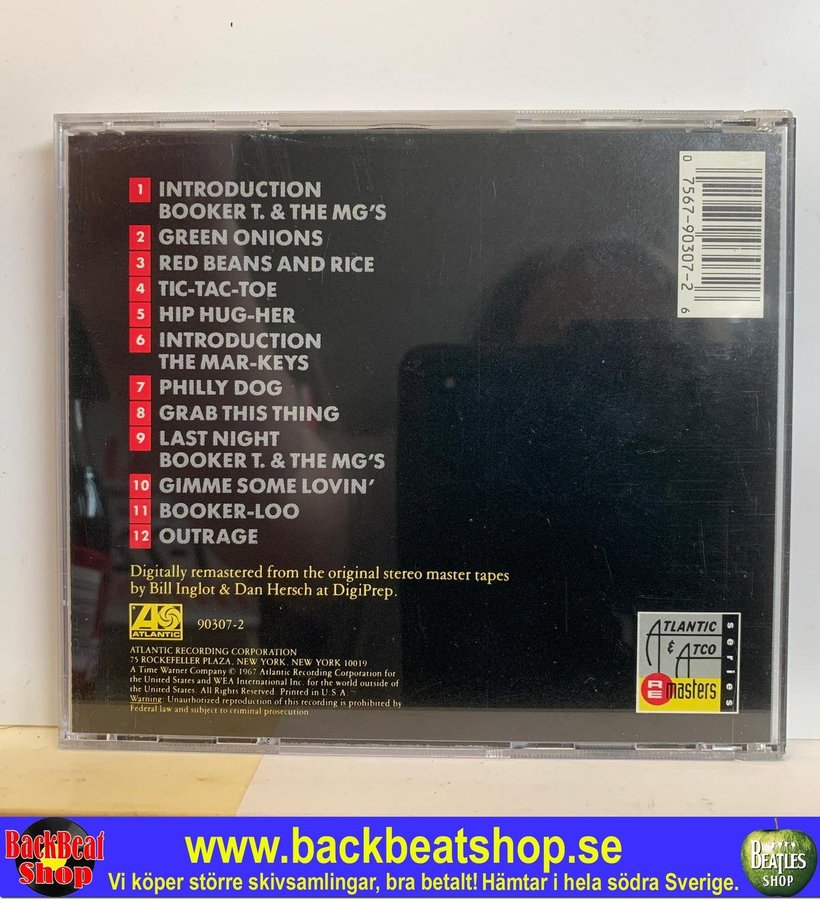 1 INTRODUCTION
BOOKER T. & THE MG'S
2 GREEN ONIONS
3 RED BEANS AND RICE
4 TIC-TAC-TOE
5 HIP HUG-HER
6 INTRODUCTION
THE MAR-KEYS
7 PHILLY DOG
8 GRAB THIS THING
9 LAST NIGHT
BOOKER T. & THE MG'S
10 GIMME SOME LOVIN'
11 BOOKER-LOO
12 OUTRAGE
0 7567-90307-2 6
Digitally remastered from the original stereo master tapes
by Bill Inglot & Dan Hersch at DigiPrep.
ATLANTIC
90307-2
ATLANTIC RECORDING CORPORATION
75 ROCKEFELLER PLAZA, NEW YORK, NEW YORK 10019
A Time Warner Company © 1967 Atlantic Recording Corporation for
the United States and WEA International Inc. for the world outside of
the United States. All Rights Reserved. Printed in U.S.A.
Warning: Unauthorized reproduction of this recording is prohibited by
Federal law and subject to criminal prosecution.
ATLANTIC
& ATCO
RE masters
series
BackBeat
Shop
www.backbeatshop.se
Vi köper större skivsamlingar, bra betalt! Hämtar i hela södra Sverige.
BEATLES
SHOP